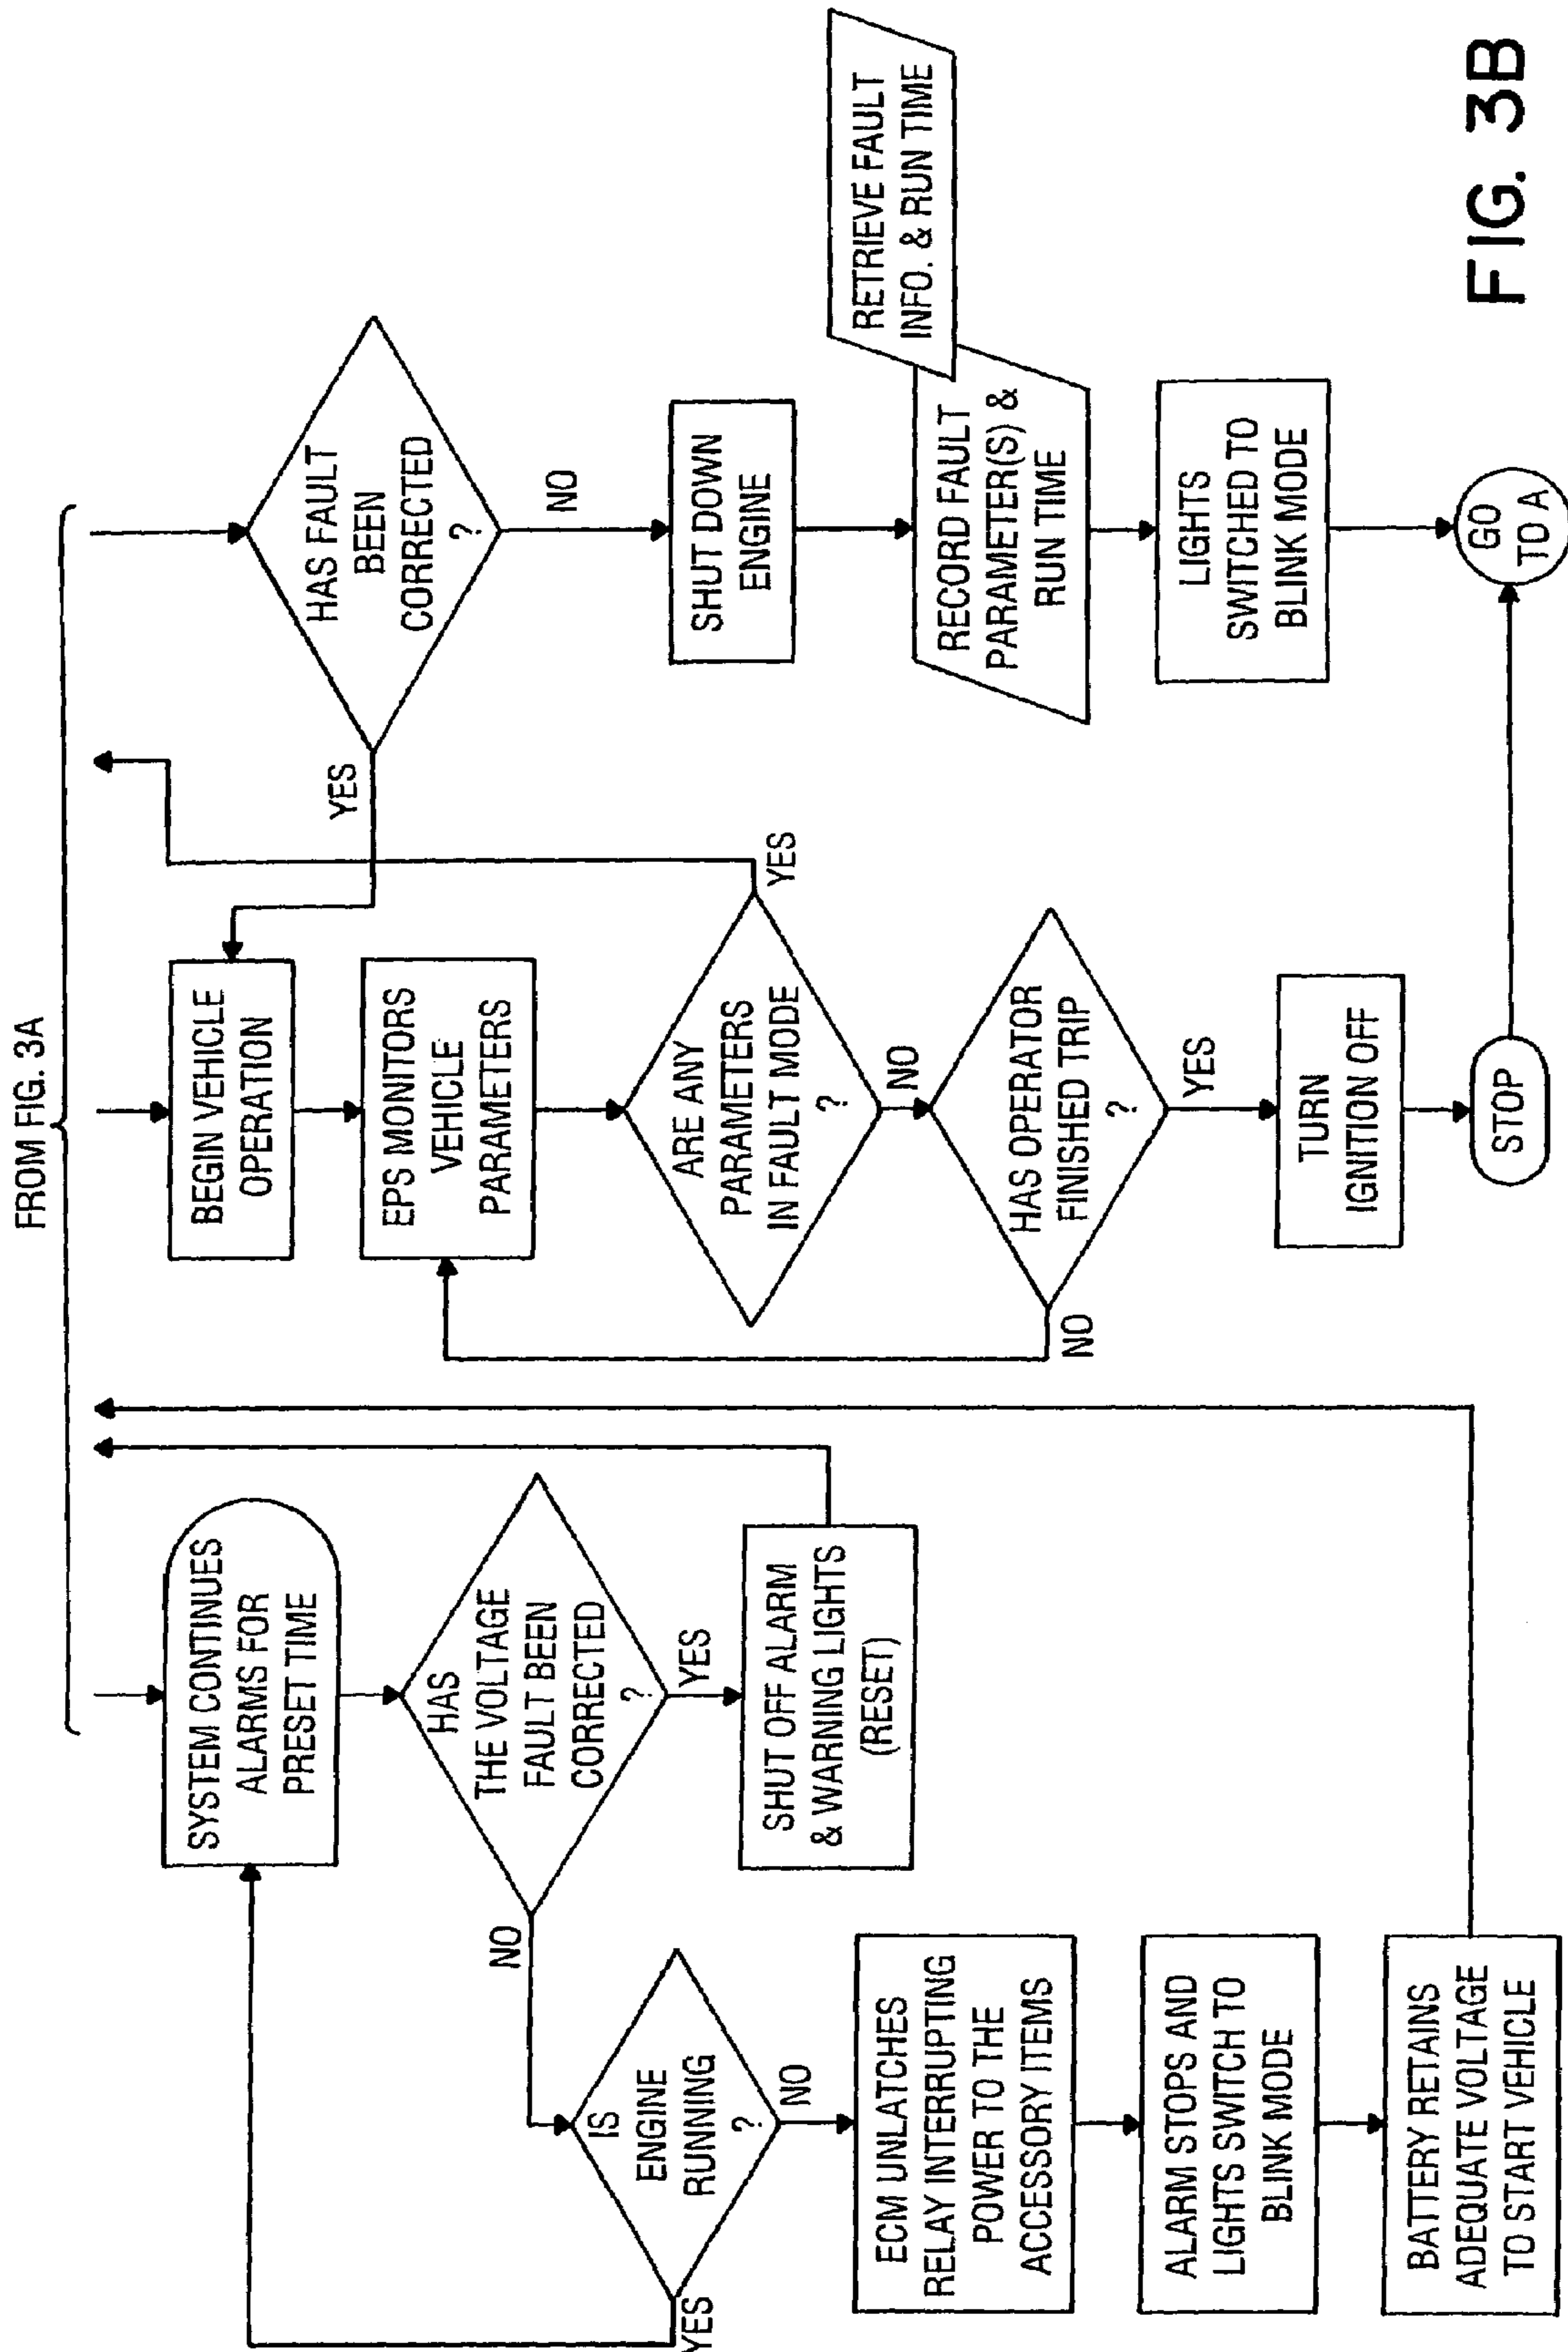 FROM FIG. 3A
SYSTEM CONTINUES
ALARMS FOR
PRESET TIME
HAS
THE VOLTAGE
FAULT BEEN
CORRECTED
?
NO
YES
SHUT OFF ALARM
& WARNING LIGHTS
(RESET)
IS
ENGINE
RUNNING
?
YES
NO
ECM UNLATCHES
RELAY INTERRUPTING
POWER TO THE
ACCESSORY ITEMS
ALARM STOPS AND
LIGHTS SWITCH TO
BLINK MODE
BATTERY RETAINS
ADEQUATE VOLTAGE
TO START VEHICLE
BEGIN VEHICLE
OPERATION
EPS MONITORS
VEHICLE
PARAMETERS
ARE ANY
PARAMETERS
IN FAULT MODE
?
YES
NO
HAS OPERATOR
FINISHED TRIP
?
NO
YES
TURN
IGNITION OFF
STOP
HAS FAULT
BEEN
CORRECTED
?
YES
NO
SHUT DOWN
ENGINE
RETRIEVE FAULT
INFO. & RUN TIME
RECORD FAULT
PARAMETER(S) &
RUN TIME
LIGHTS
SWITCHED TO
BLINK MODE
GO
TO A
FIG. 3B